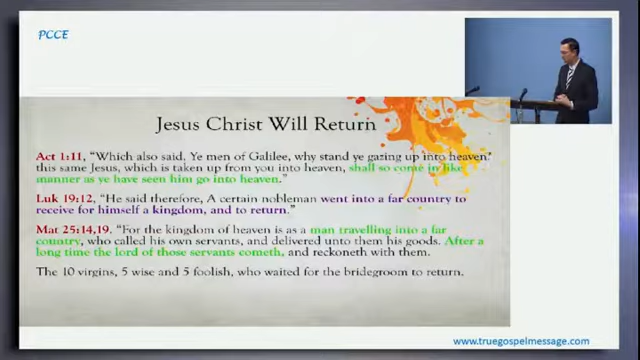 PCCE
Jesus Christ Will Return
Act 1:11, "Which also said, Ye men of Galilee, why stand ye gazing up into heaven?
this same Jesus, which is taken up from you into heaven, shall so come in like
manner as ye have seen him go into heaven."
Luk 19:12, "He said therefore, A certain nobleman went into a far country to
receive for himself a kingdom, and to return."
Mat 25:14,19. "For the kingdom of heaven is as a man travelling into a far
country, who called his own servants, and delivered unto them his goods. After a
long time the lord of those servants cometh, and reckoneth with them.
The 10 virgins, 5 wise and 5 foolish, who waited for the bridegroom to return.
www.truegospelmessage.com